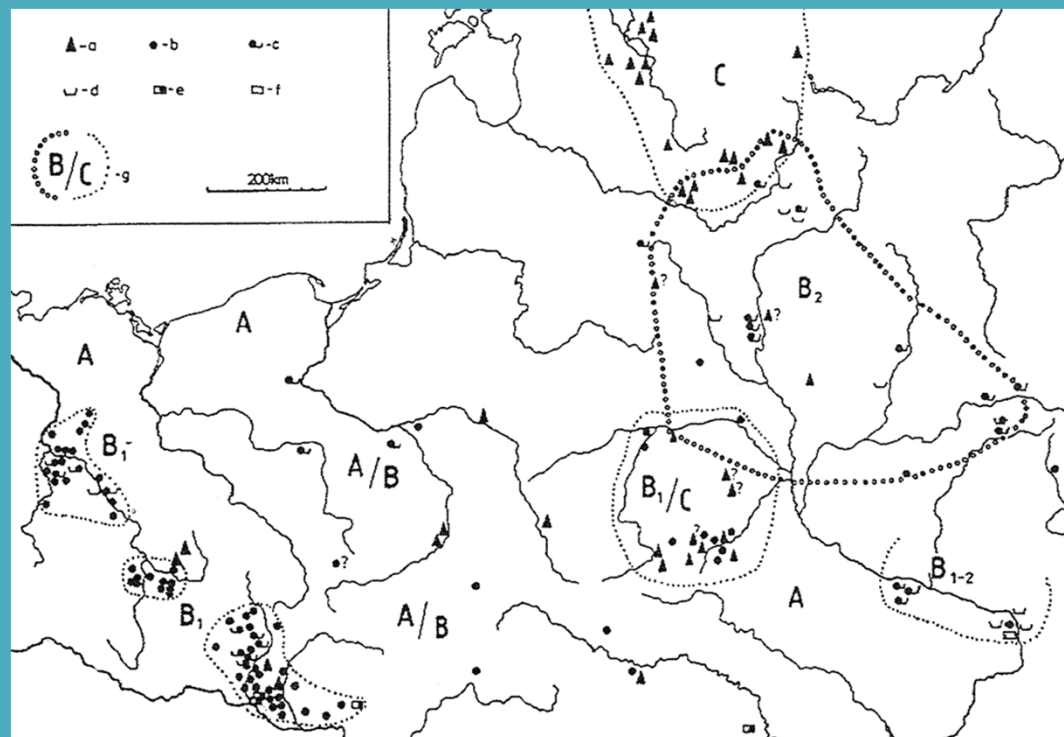 -a -b -c
-d -e -f
B/C -g
200km
C
?
B₂
?
A
A
B₁
A/B
B₁/C
?
?
?
?
B₁₋₂
A
B₁
A/B